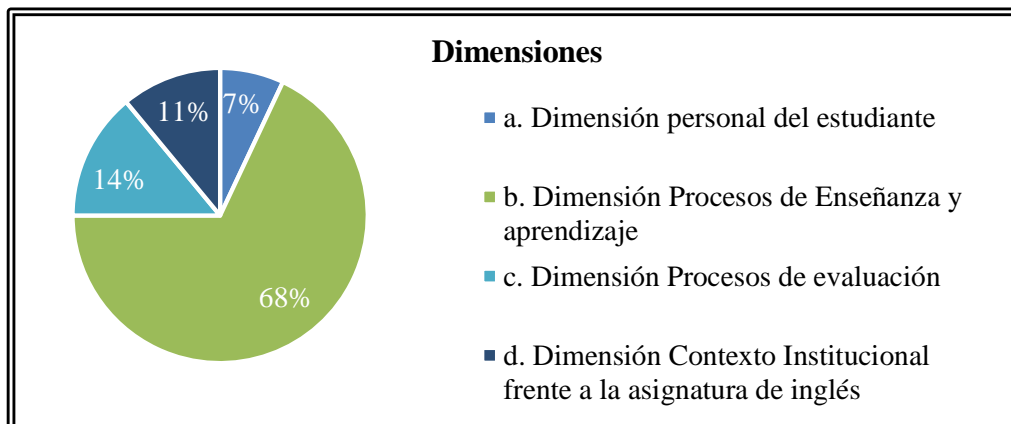 Dimensiones
11%
7%
14%
68%
a. Dimensión personal del estudiante
b. Dimensión Procesos de Enseñanza y
aprendizaje
c. Dimensión Procesos de evaluación
d. Dimensión Contexto Institucional
frente a la asignatura de inglés